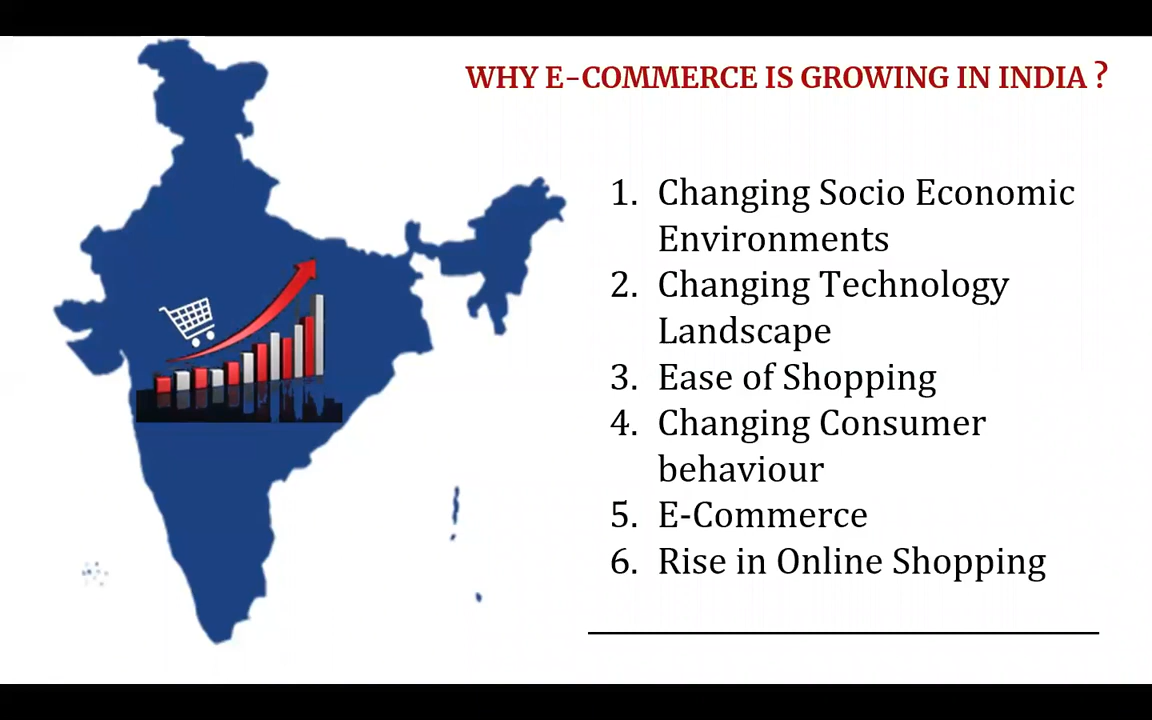 WHY E-COMMERCE IS GROWING IN INDIA ?
1. Changing Socio Economic
Environments
2. Changing Technology
Landscape
3. Ease of Shopping
4. Changing Consumer
behaviour
5. E-Commerce
6. Rise in Online Shopping